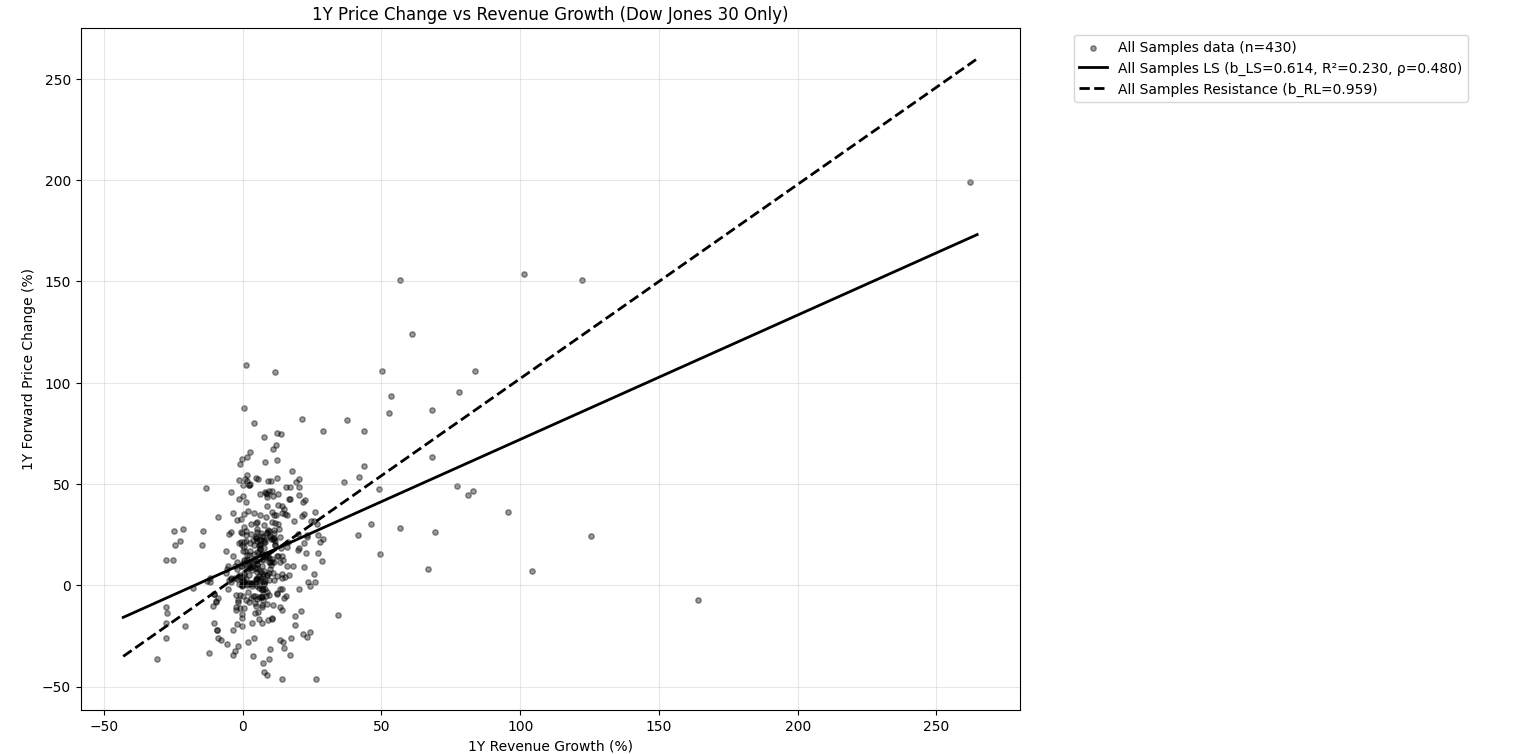 1Y Price Change vs Revenue Growth (Dow Jones 30 Only)
All Samples data (n=430)
All Samples LS (b_LS=0.614, R²=0.230, ρ=0.480)
All Samples Resistance (b_RL=0.959)
1Y Forward Price Change (%)
250
200
150
100
50
0
−50
−50 0 50 100 150 200 250
1Y Revenue Growth (%)